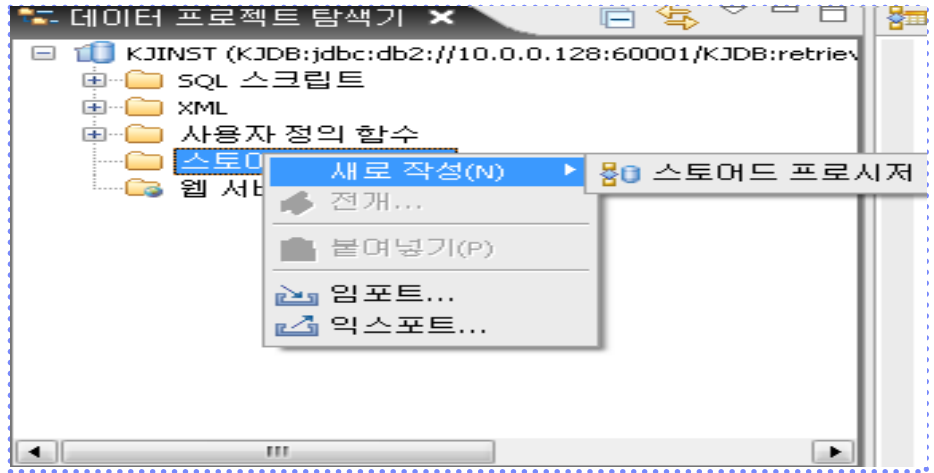 데이터 프로젝트 탐색기
KJINST (KJDB:jdbc:db2://10.0.0.128:60001/KJDB:retriev
SQL 스크립트
XML
사용자 정의 함수
스토어
새로 작성(N)
스토어드 프로시저
웹 서비
전개...
붙여넣기(P)
임포트...
익스포트...